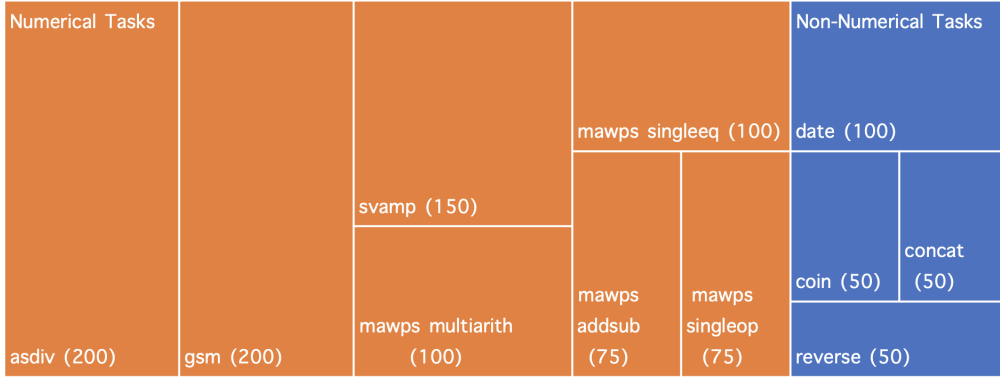 Numerical Tasks
asdiv (200)
gsm (200)
svamp (150)
mawps multiarith
(100)
mawps singleeq (100)
mawps
addsub
(75)
mawps
singleop
(75)
Non-Numerical Tasks
date (100)
coin (50)
concat
(50)
reverse (50)